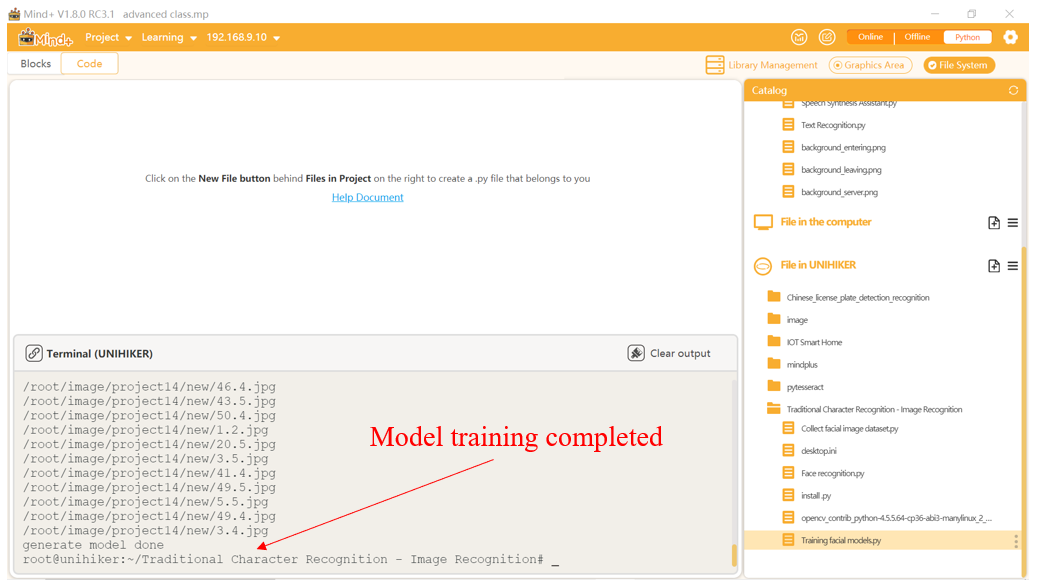 Mind+ V1.8.0 RC3.1 advanced class.mp
Mind+ Project Learning 192.168.9.10 Online Offline Python
Blocks Code Library Management Graphics Area File System
Catalog
Speech Synthesis Assistant.py
Text Recognition.py
background_entering.png
background_leaving.png
background_server.png
Click on the New File button behind Files in Project on the right to create a .py file that belongs to you
Help Document
File in the computer
File in UNIHIKER
Chinese_license_plate_detection_recognition
image
IOT Smart Home
mindplus
pytesseract
Traditional Character Recognition - Image Recognition
Collect facial image dataset.py
desktop.ini
Face recognition.py
install.py
opencv_contrib_python-4.5.5.64-cp36-abi3-manylinux_2_...
Training facial models.py
Terminal (UNIHIKER) Clear output
/root/image/project14/new/46.4.jpg
/root/image/project14/new/43.5.jpg
/root/image/project14/new/50.4.jpg
/root/image/project14/new/1.2.jpg
/root/image/project14/new/20.5.jpg
/root/image/project14/new/3.5.jpg
/root/image/project14/new/41.4.jpg
/root/image/project14/new/49.5.jpg
/root/image/project14/new/5.5.jpg
/root/image/project14/new/49.4.jpg
/root/image/project14/new/3.4.jpg
generate model done
root@unihiker:~/Traditional Character Recognition - Image Recognition# _
Model training completed